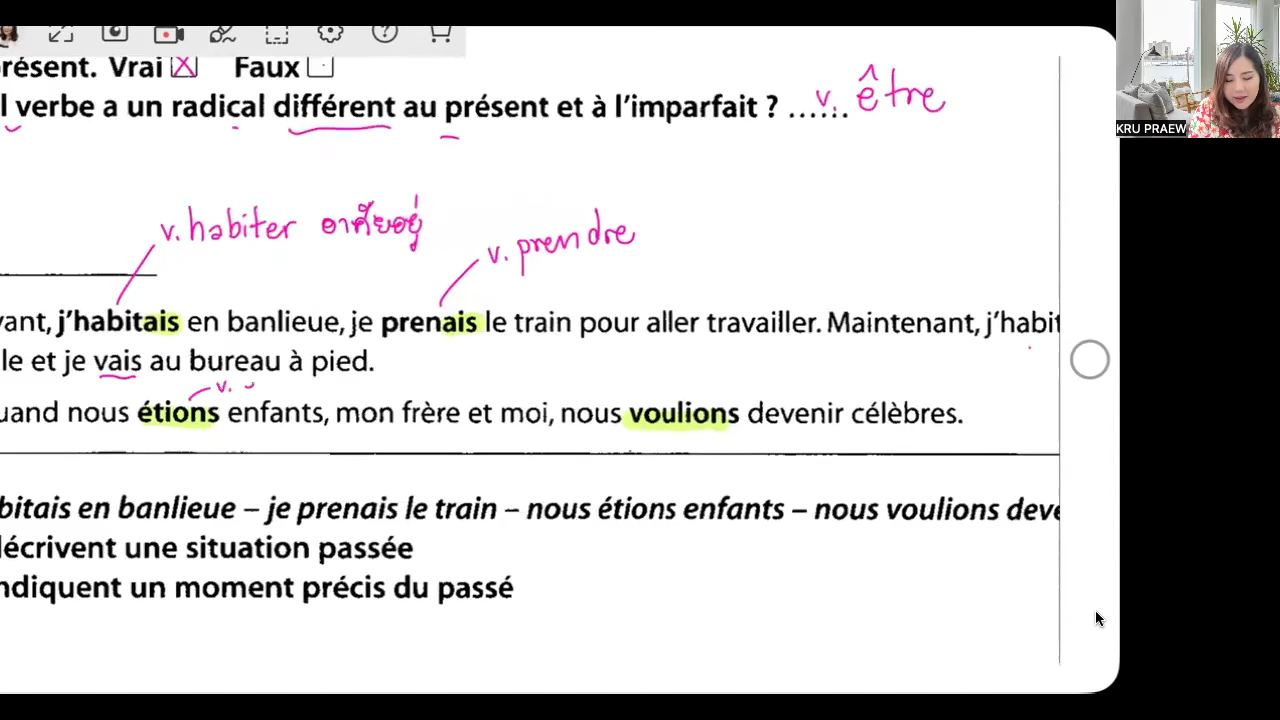 résent. Vrai ☒ Faux ☐
l verbe a un radical différent au présent et à l'imparfait ? ...... v. être
KRU PRAEW
v. habiter อาศัยอยู่
v. prendre
vant, j'habitais en banlieue, je prenais le train pour aller travailler. Maintenant, j'habit
le et je vais au bureau à pied.
v.
uand nous étions enfants, mon frère et moi, nous voulions devenir célèbres.
bitais en banlieue – je prenais le train – nous étions enfants – nous voulions deve
décrivent une situation passée
ndiquent un moment précis du passé